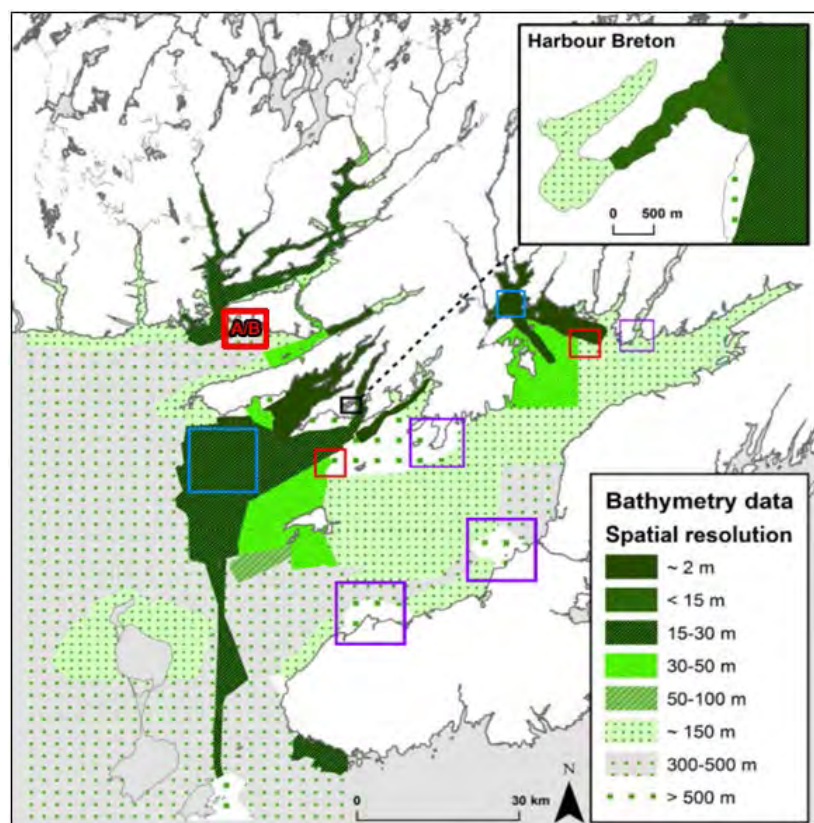 Harbour Breton
0 500 m
A/B
Bathymetry data
Spatial resolution
~ 2 m
< 15 m
15-30 m
30-50 m
50-100 m
~ 150 m
300-500 m
> 500 m
N
0 30 km